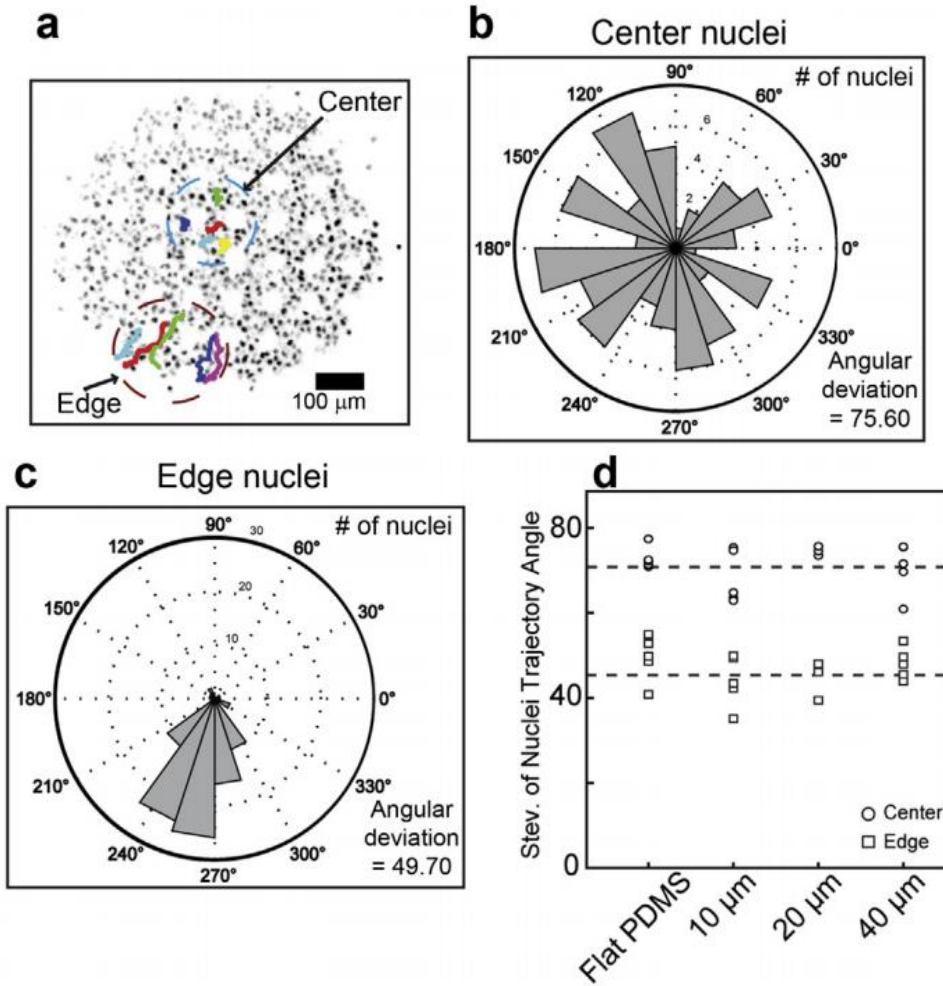 a
Center
Edge
100 µm
b
Center nuclei
# of nuclei
90°
120°
60°
6
150°
4
30°
2
180°
0°
210°
330°
240°
300°
270°
Angular
deviation
= 75.60
c
Edge nuclei
# of nuclei
90°
30
120°
60°
20
150°
30°
10
180°
0°
210°
330°
240°
300°
270°
Angular
deviation
= 49.70
d
Stev. of Nuclei Trajectory Angle
80
40
0
Center
Edge
Flat PDMS
10 µm
20 µm
40 µm